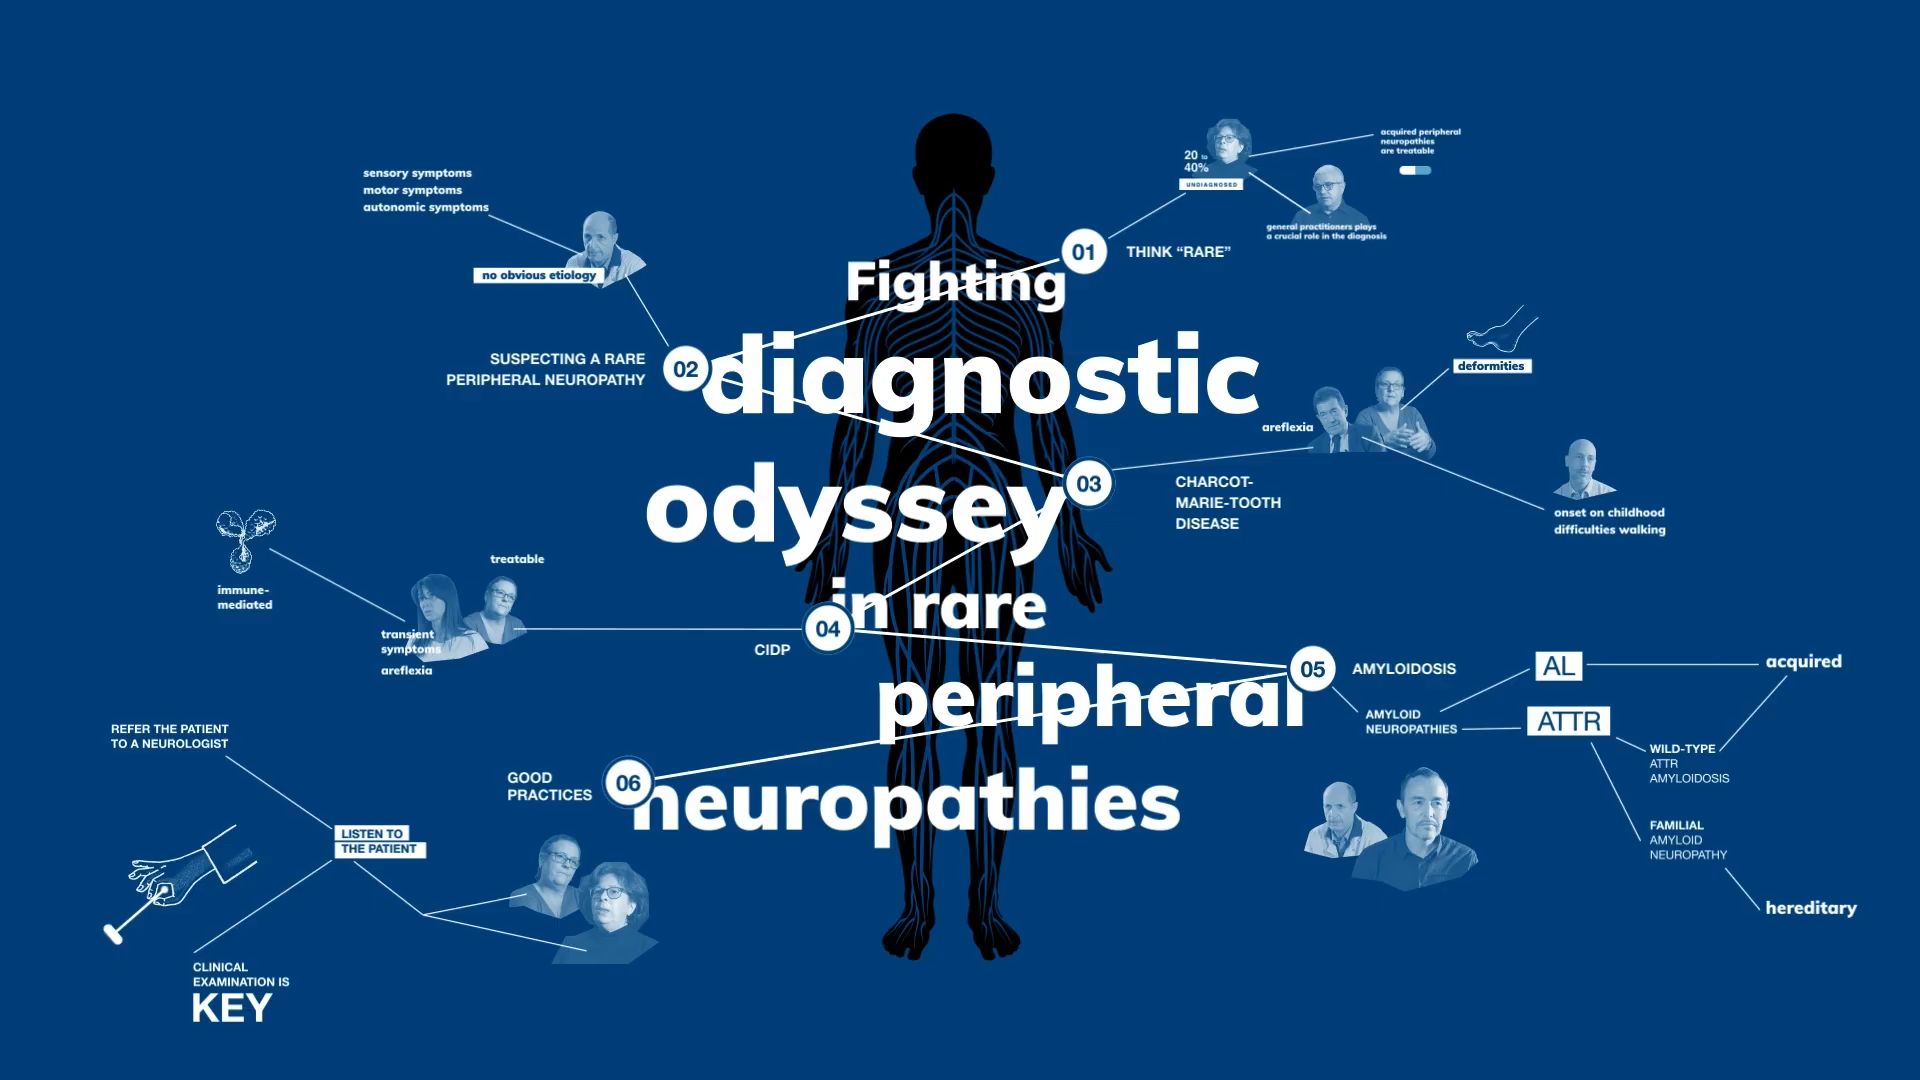 Fighting
diagnostic
odyssey
in rare
peripheral
neuropathies
01
THINK “RARE”
20 to
40%
UNDIAGNOSED
acquired peripheral
neuropathies
are treatable
general practitioners plays
a crucial role in the diagnosis
02
SUSPECTING A RARE
PERIPHERAL NEUROPATHY
sensory symptoms
motor symptoms
autonomic symptoms
no obvious etiology
03
CHARCOT-
MARIE-TOOTH
DISEASE
areflexia
deformities
onset on childhood
difficulties walking
04
CIDP
treatable
immune-
mediated
transient
symptoms
areflexia
05
AMYLOIDOSIS
AMYLOID
NEUROPATHIES
AL
ATTR
acquired
WILD-TYPE
ATTR
AMYLOIDOSIS
FAMILIAL
AMYLOID
NEUROPATHY
hereditary
06
GOOD
PRACTICES
REFER THE PATIENT
TO A NEUROLOGIST
LISTEN TO
THE PATIENT
CLINICAL
EXAMINATION IS
KEY